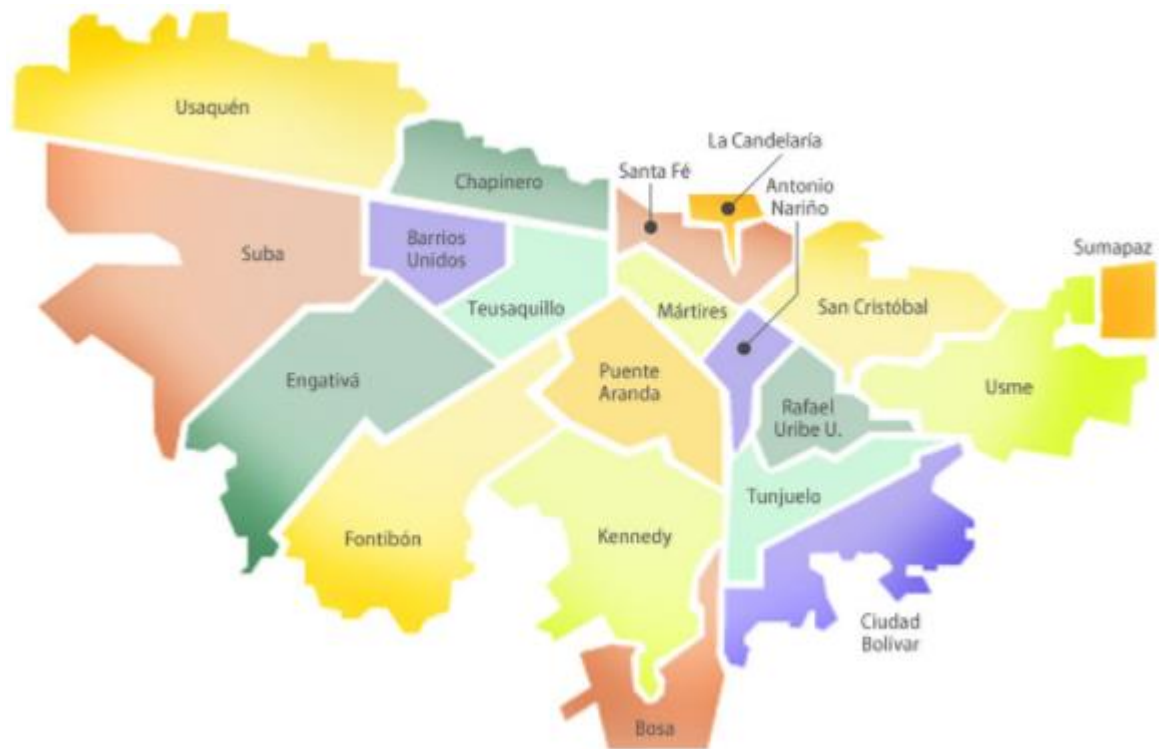 Usaquén
La Candelaría
Santa Fé
Antonio
Nariño
Chapinero
Barrios
Unidos
Suba
Sumapaz
Teusaquillo
Mártires
San Cristóbal
Engativá
Puente
Aranda
Usme
Rafael
Uribe U.
Tunjuelo
Fontibón
Kennedy
Ciudad
Bolívar
Bosa